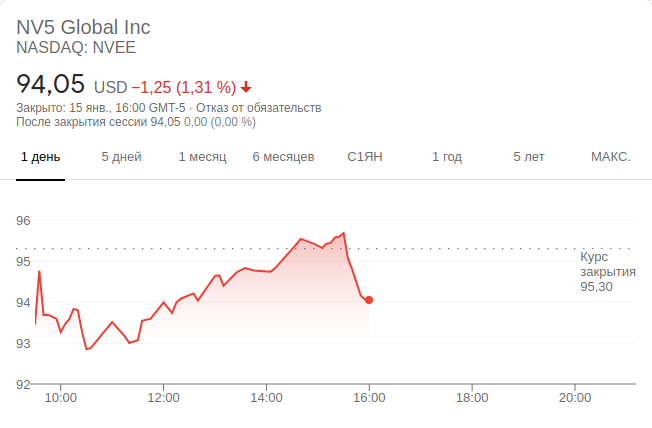 NV5 Global Inc
NASDAQ: NVEE
94,05 USD −1,25 (1,31 %)
Закрыто: 15 янв., 16:00 GMT-5 · Отказ от обязательств
После закрытия сессии 94,05 0,00 (0,00 %)
1 день 5 дней 1 месяц 6 месяцев С1ЯН 1 год 5 лет МАКС.
96
95
94
93
92
Курс
закрытия
95,30
10:00 12:00 14:00 16:00 18:00 20:00